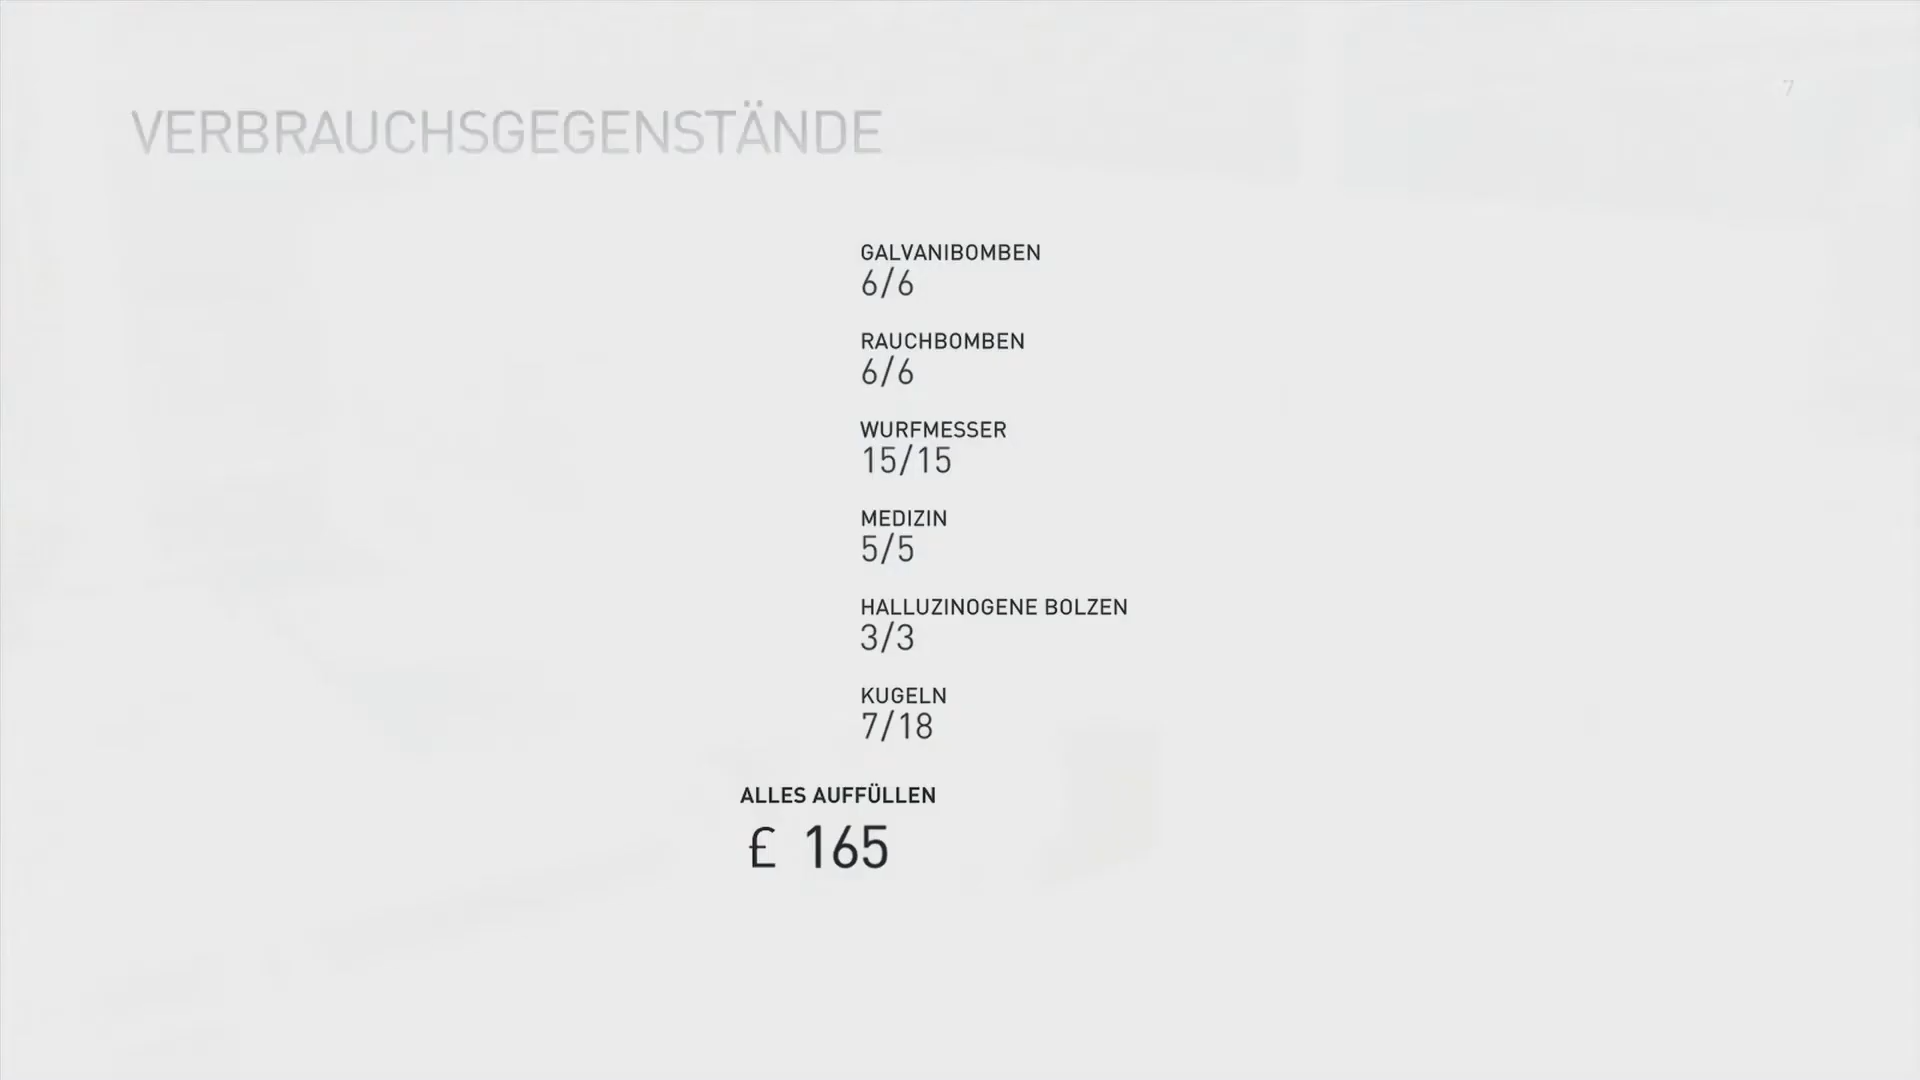 7
VERBRAUCHSGEGENSTÄNDE
GALVANIBOMBEN
6/6
RAUCHBOMBEN
6/6
WURFMESSER
15/15
MEDIZIN
5/5
HALLUZINOGENE BOLZEN
3/3
KUGELN
7/18
ALLES AUFFÜLLEN
£ 165